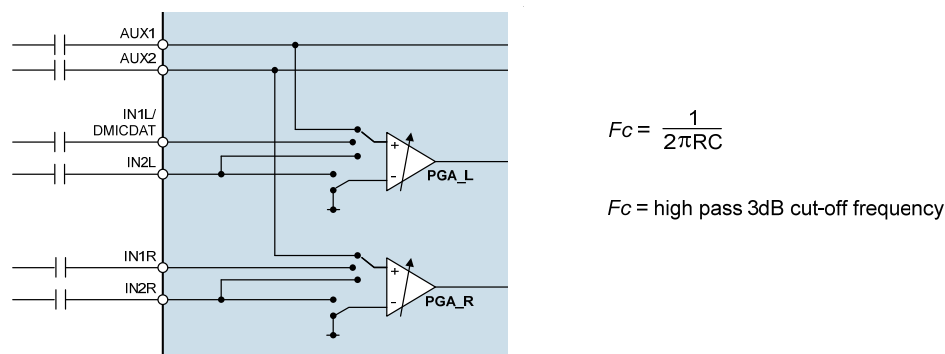 AUX1
AUX2
IN1L/
DMICDAT
IN2L
+
-
PGA_L
IN1R
IN2R
+
-
PGA_R
Fc = 1 / 2πRC
Fc = high pass 3dB cut-off frequency